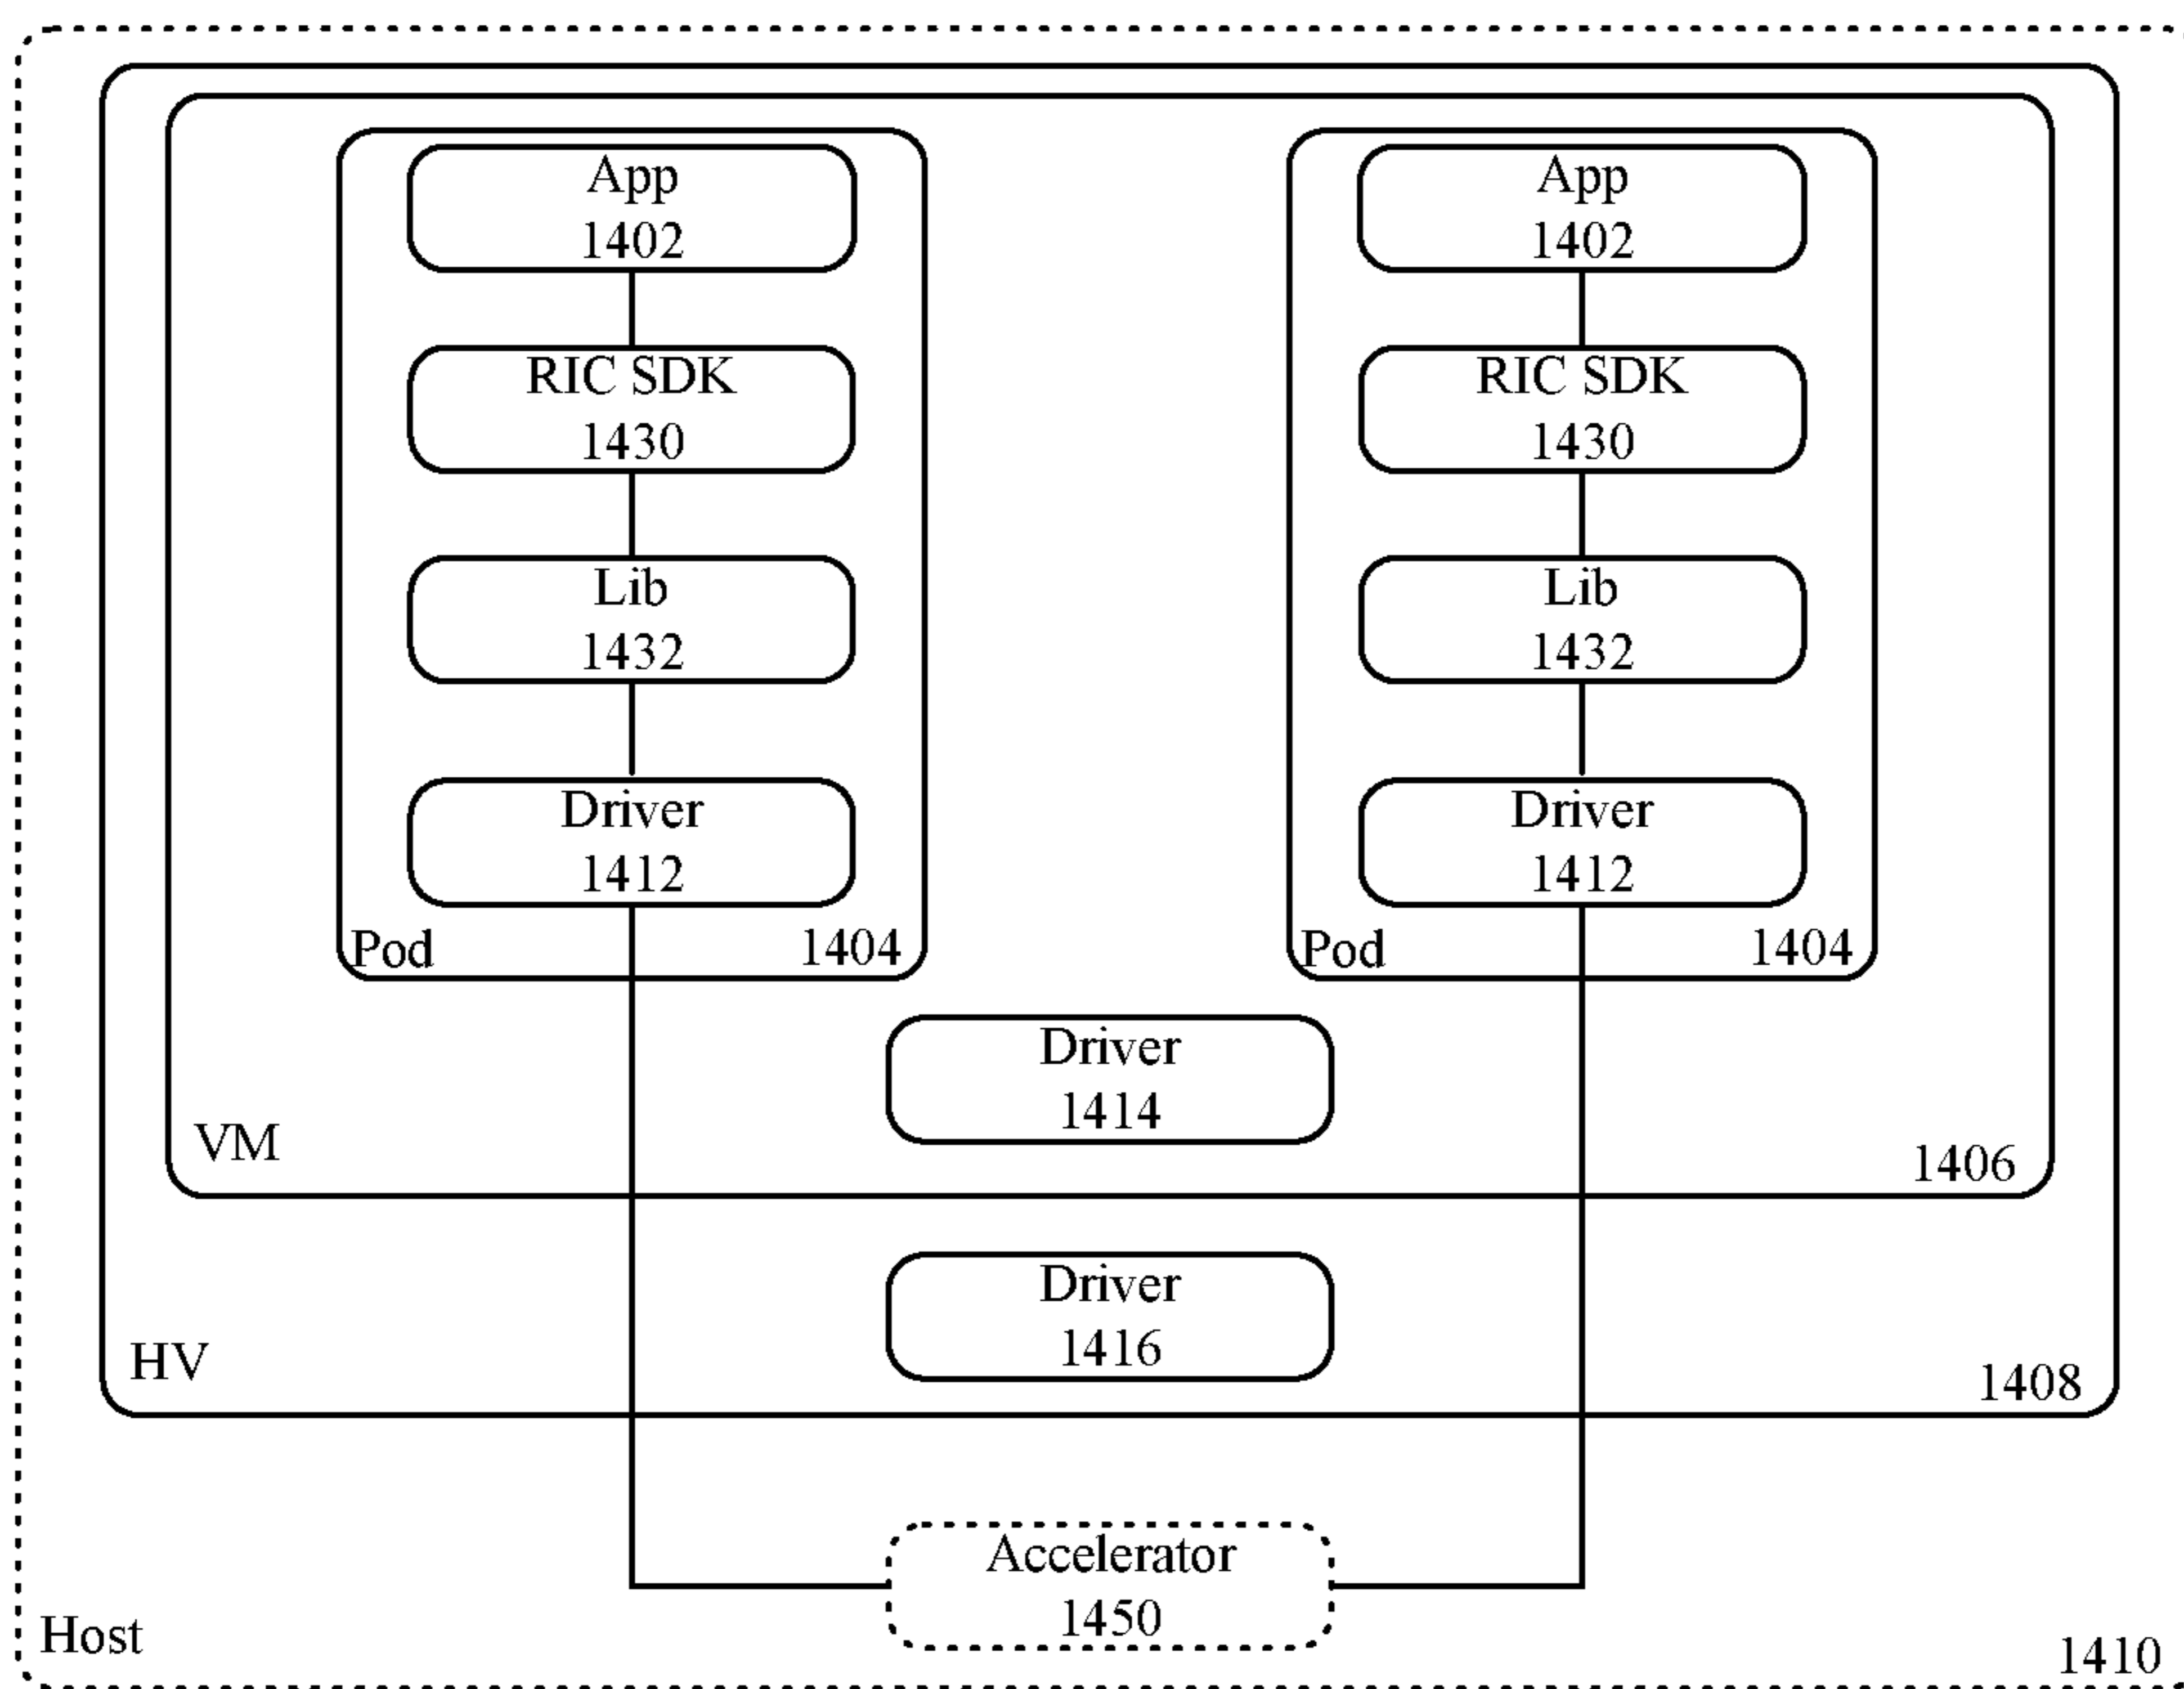 App
1402
App
1402
RIC SDK
1430
RIC SDK
1430
Lib
1432
Lib
1432
Driver
1412
Driver
1412
Pod
1404
Pod
1404
Driver
1414
VM
1406
Driver
1416
HV
1408
Accelerator
1450
Host
1410